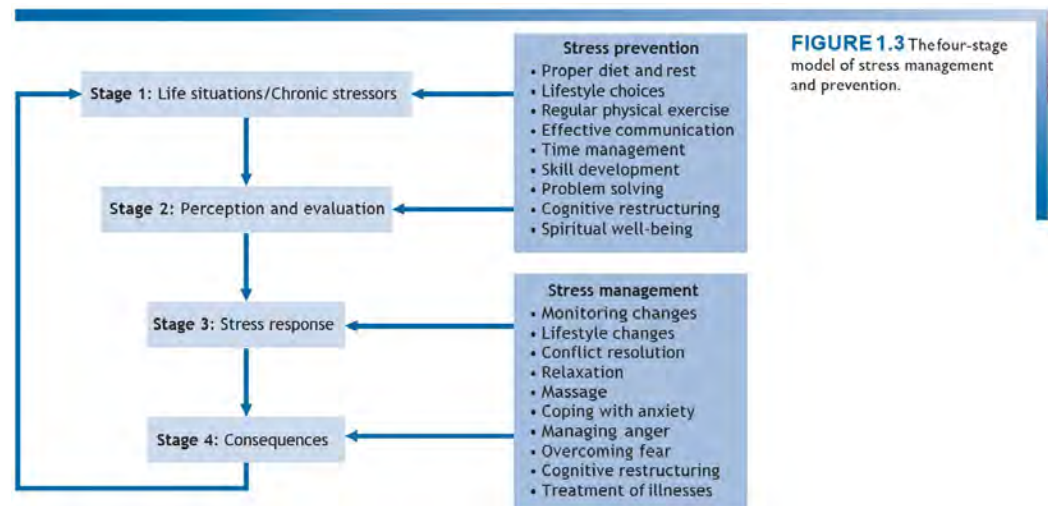 FIGURE 1.3 The four-stage
model of stress management
and prevention.
Stage 1: Life situations/Chronic stressors
Stage 2: Perception and evaluation
Stage 3: Stress response
Stage 4: Consequences
Stress prevention
• Proper diet and rest
• Lifestyle choices
• Regular physical exercise
• Effective communication
• Time management
• Skill development
• Problem solving
• Cognitive restructuring
• Spiritual well-being
Stress management
• Monitoring changes
• Lifestyle changes
• Conflict resolution
• Relaxation
• Massage
• Coping with anxiety
• Managing anger
• Overcoming fear
• Cognitive restructuring
• Treatment of illnesses